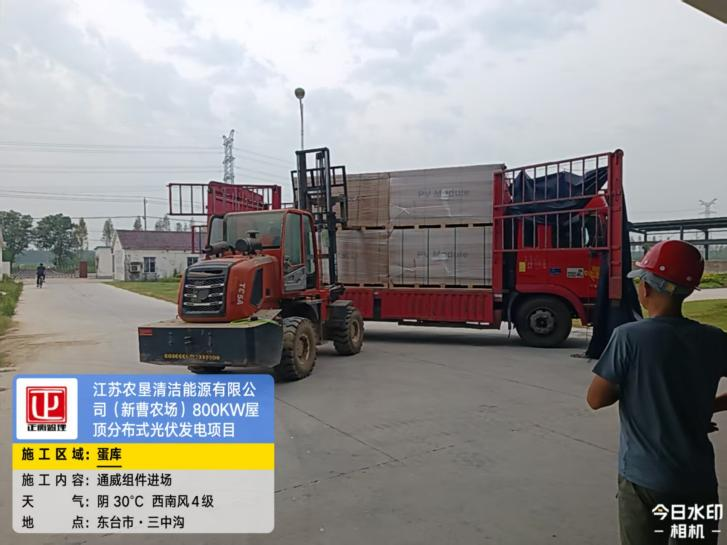 PV Module
PV Module
TC5A
正衡管理
江苏农垦清洁能源有限公
司（新曹农场）800KW屋
顶分布式光伏发电项目
施工区域：蛋库
施工内容：通威组件进场
天气：阴 30°C 西南风4级
地点：东台市·三中沟
今日水印
相机